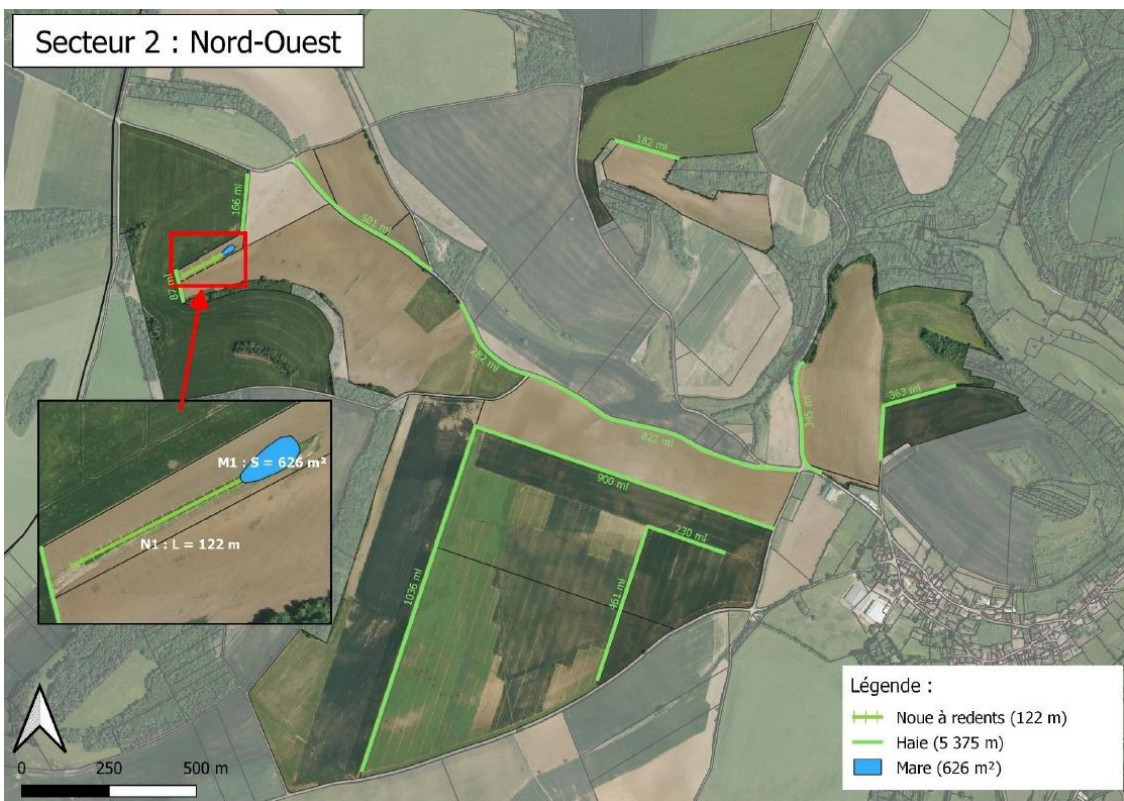 Secteur 2 : Nord-Ouest
182 ml
166 ml
501 ml
87 ml
282 ml
345 ml
363 ml
822 ml
900 ml
230 ml
1036 ml
461 ml
M1 : S = 626 m²
N1 : L = 122 m
Légende :
Noue à redents (122 m)
Haie (5 375 m)
Mare (626 m²)
0 250 500 m